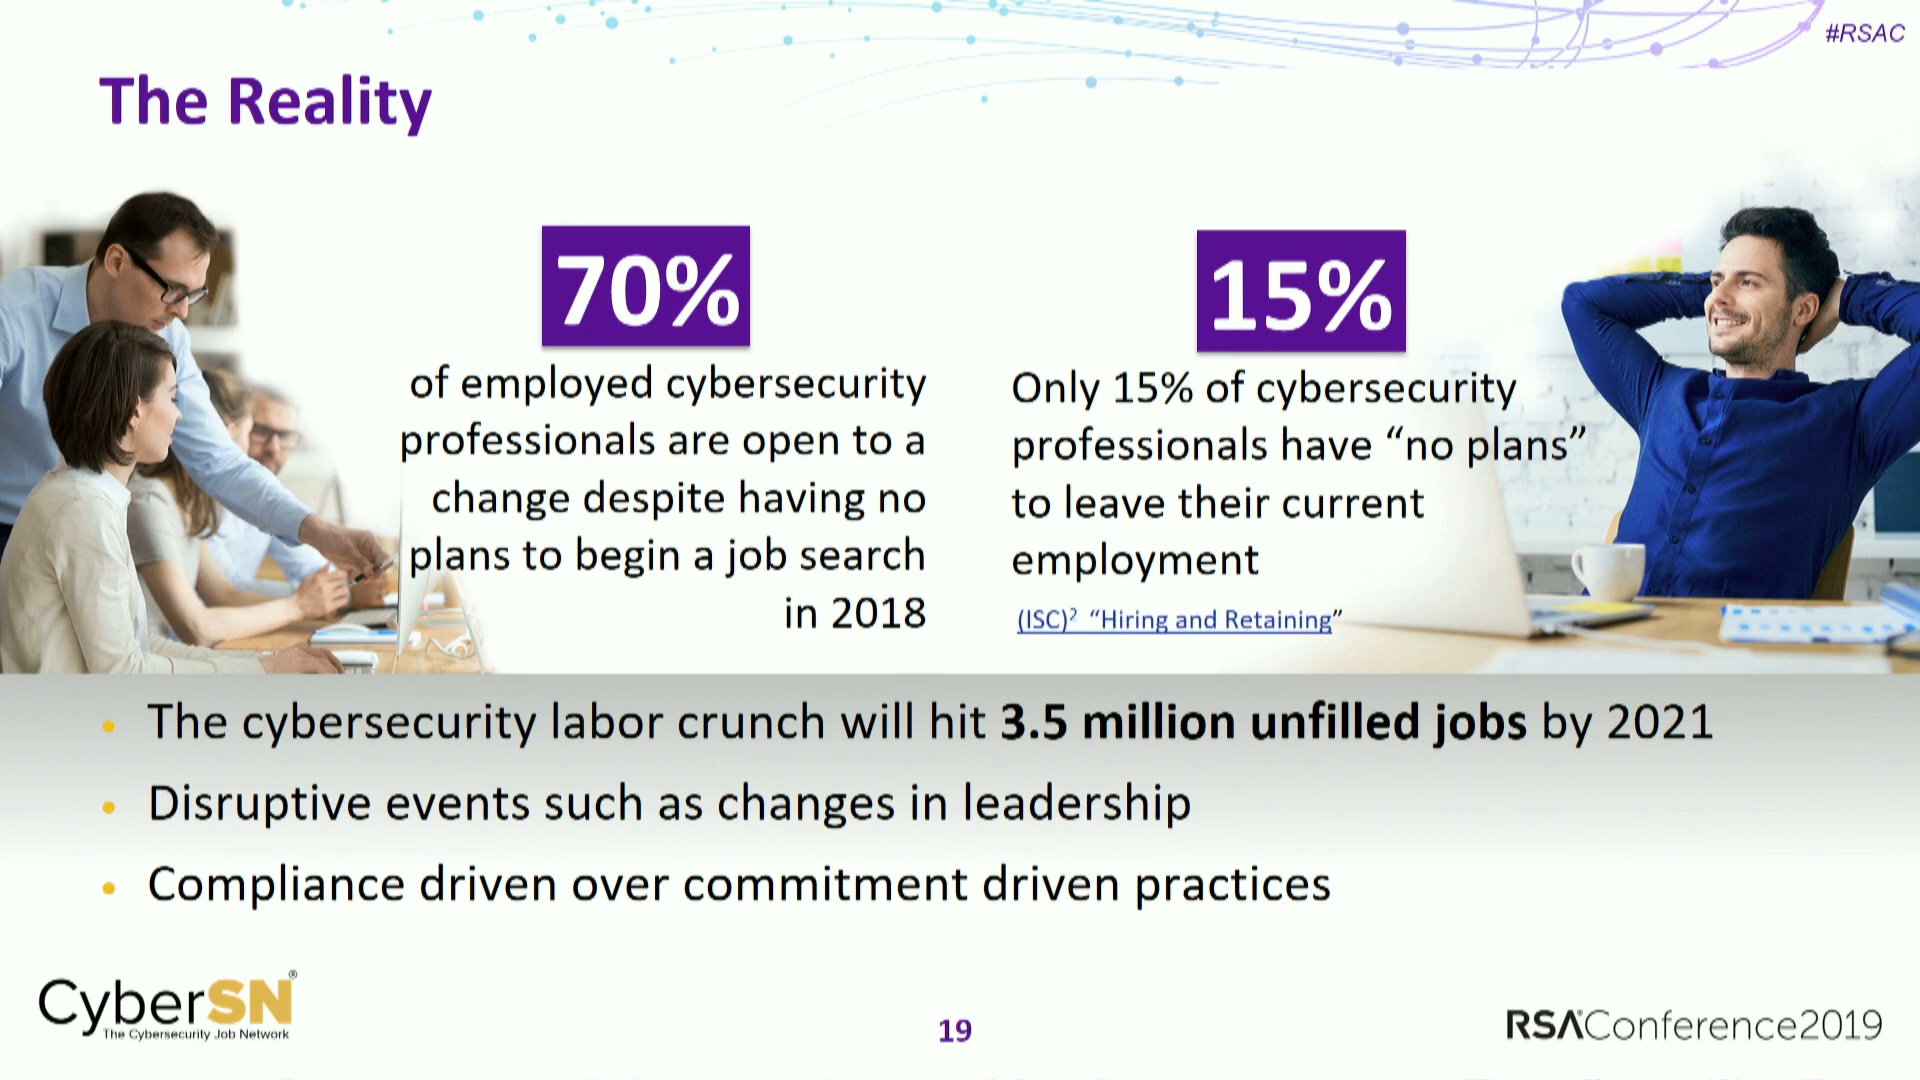 #RSAC
The Reality
70%
of employed cybersecurity
professionals are open to a
change despite having no
plans to begin a job search
in 2018
15%
Only 15% of cybersecurity
professionals have “no plans”
to leave their current
employment
(ISC)² “Hiring and Retaining”
• The cybersecurity labor crunch will hit 3.5 million unfilled jobs by 2021
• Disruptive events such as changes in leadership
• Compliance driven over commitment driven practices
CyberSN®
The Cybersecurity Job Network
19
RSAConference2019